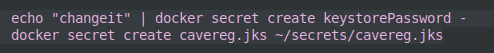 echo "changeit" | docker secret create keystorePassword -
docker secret create cavereg.jks ~/secrets/cavereg.jks